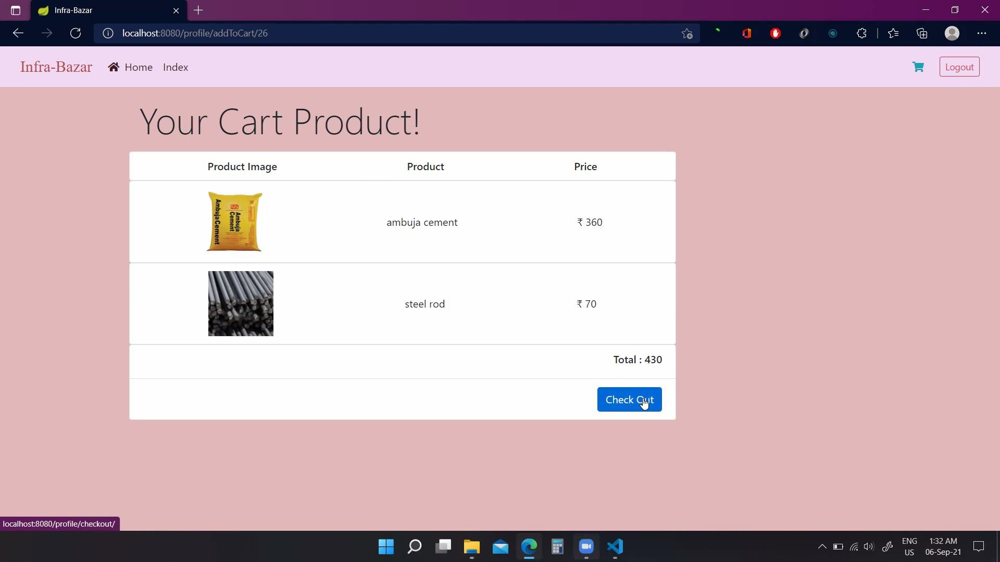 Infra-Bazar
localhost:8080/profile/addToCart/26
Infra-Bazar Home Index Logout
Your Cart Product!
Product Image Product Price
Ambuja Cement
Ambuja Cement
ambuja cement ₹ 360
steel rod ₹ 70
Total : 430
Check Out
localhost:8080/profile/checkout/
ENG
US
1:32 AM
06-Sep-21